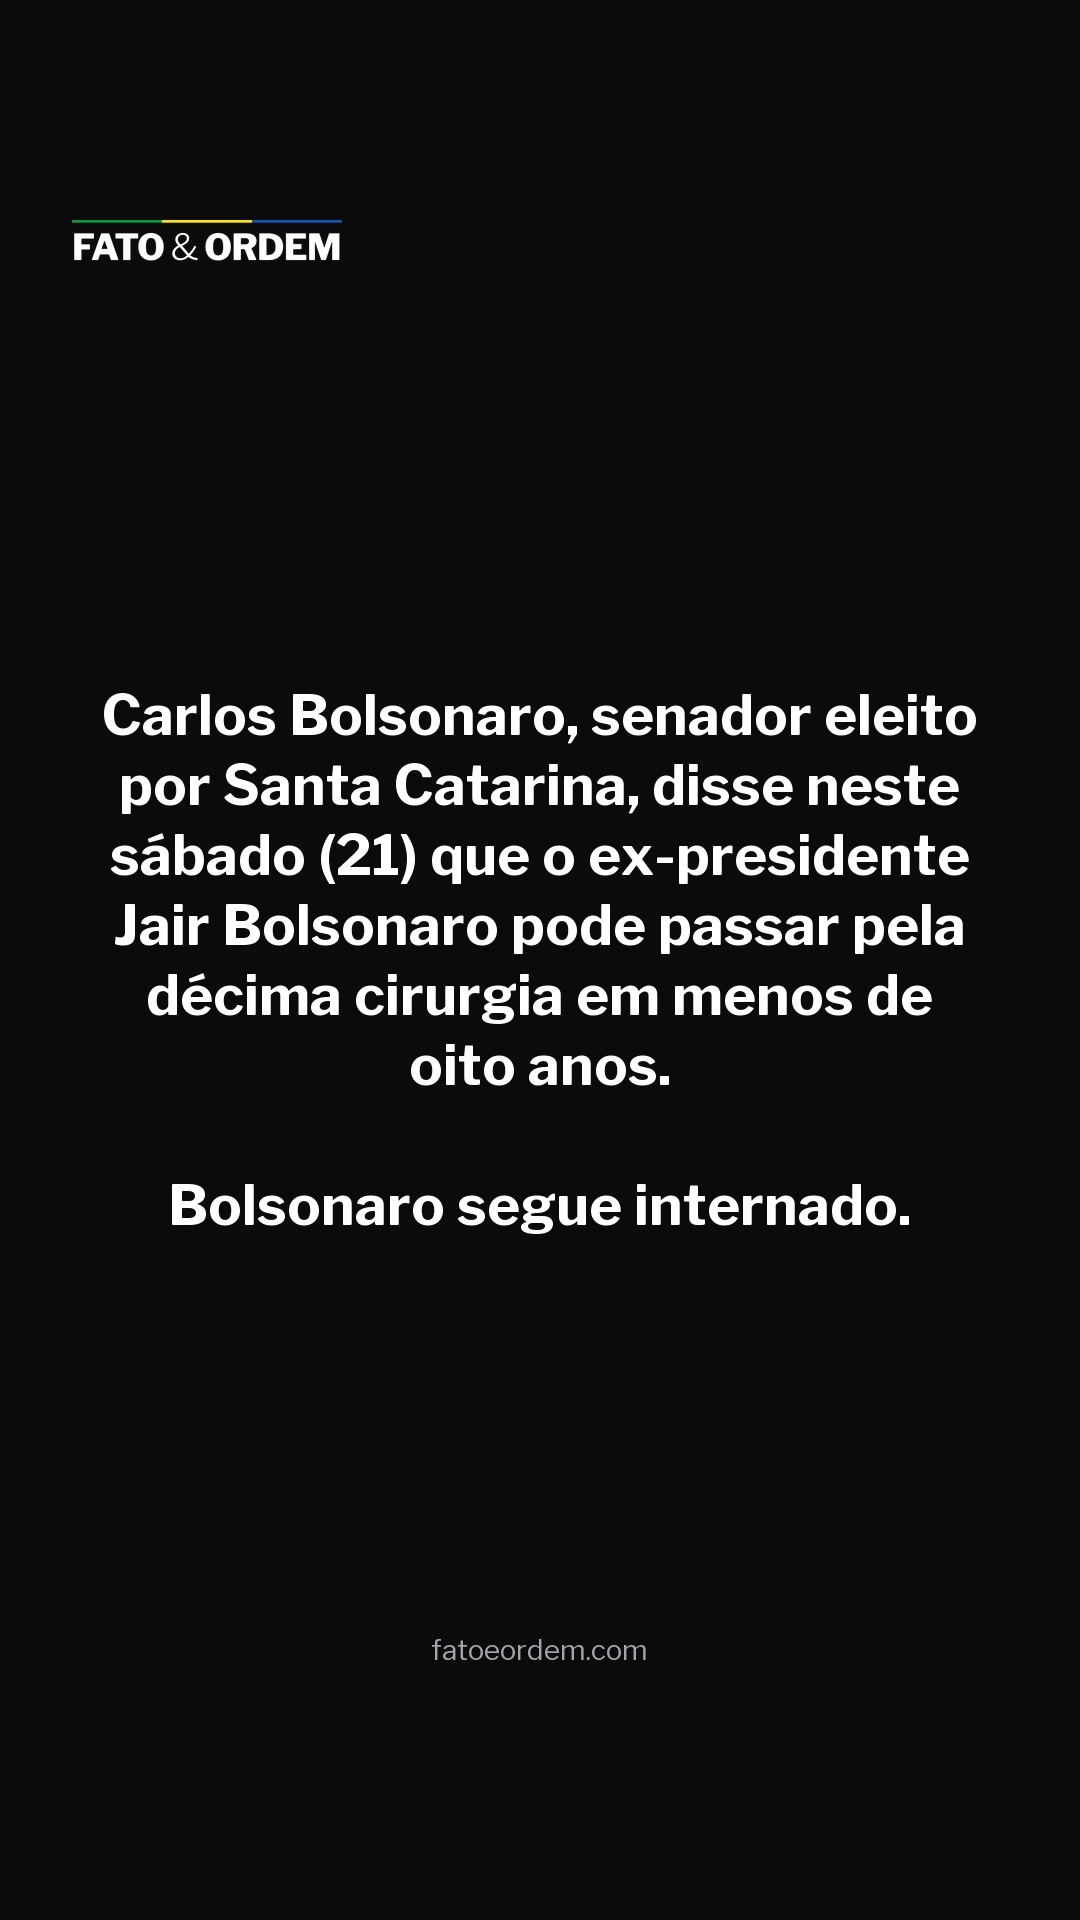 FATO & ORDEM
Carlos Bolsonaro, senador eleito
por Santa Catarina, disse neste
sábado (21) que o ex-presidente
Jair Bolsonaro pode passar pela
décima cirurgia em menos de
oito anos.
Bolsonaro segue internado.
fatoeordem.com